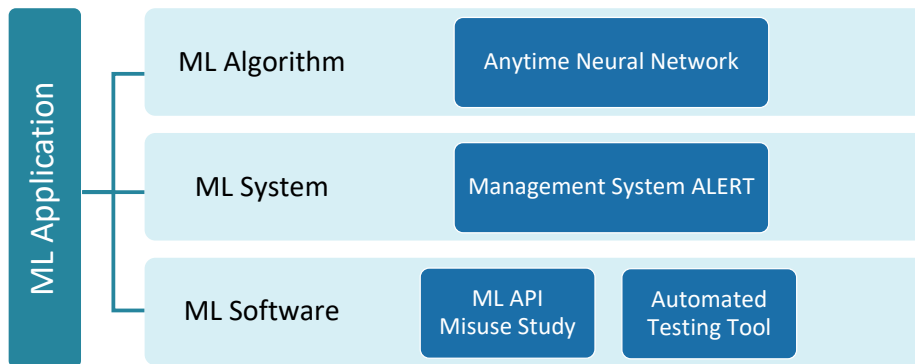 ML Application
ML Algorithm
Anytime Neural Network
ML System
Management System ALERT
ML Software
ML API
Misuse Study
Automated
Testing Tool